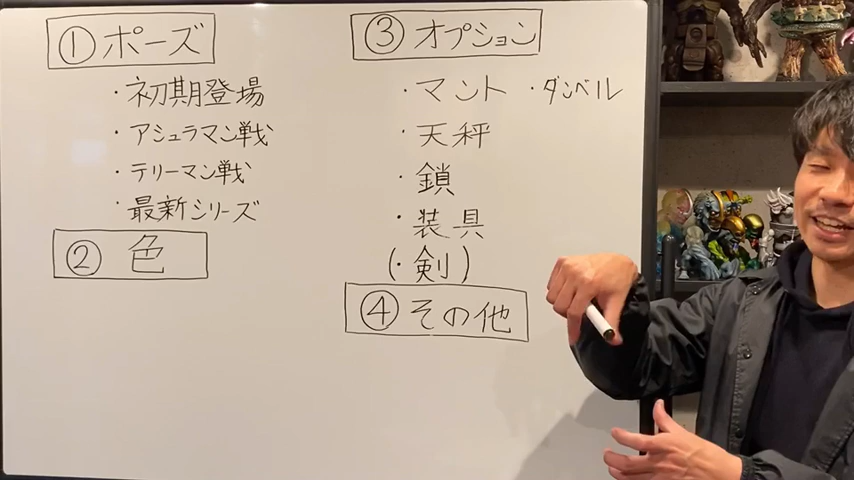 ① ポーズ
・初期登場
・アシュラマン戦
・テリーマン戦
・最新シリーズ
② 色
③ オプション
・マント ・ダンベル
・天秤
・鎖
・装具
(・剣)
④ その他